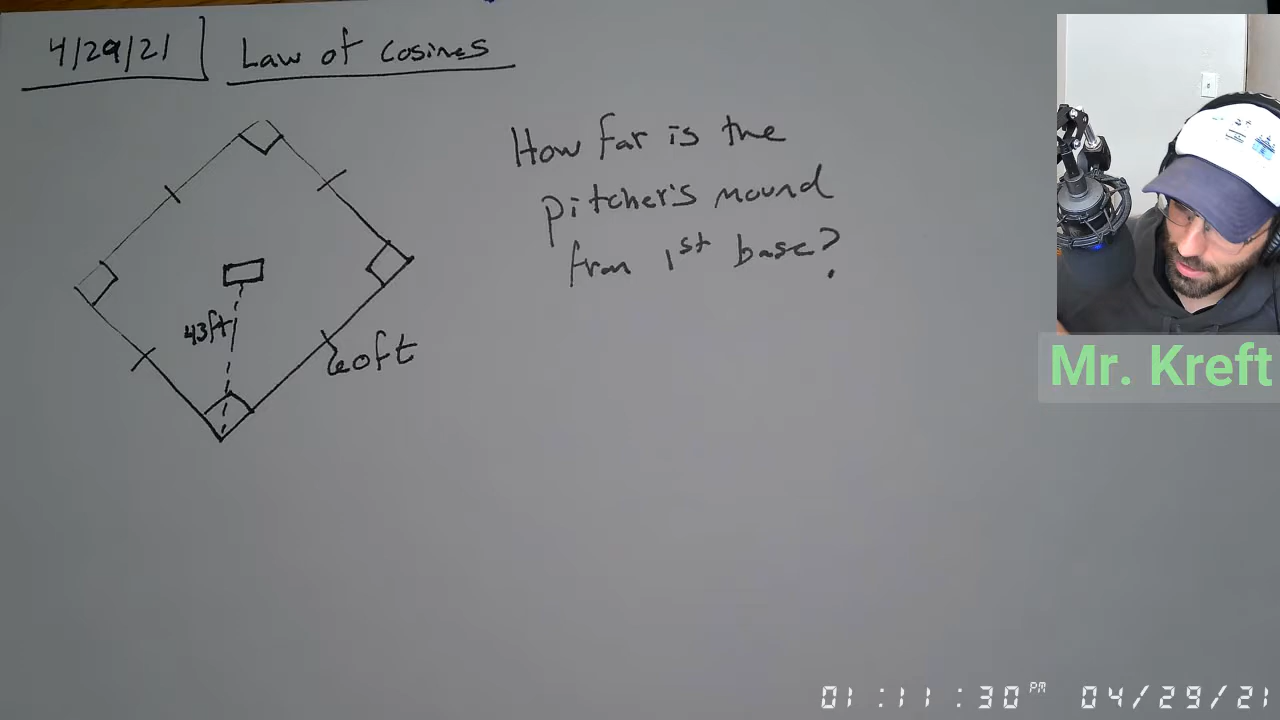 4/29/21 Law of Cosines
How far is the
pitcher's mound
from 1st base?
43ft
60ft
Mr. Kreft
01:11:30 PM 04/29/21